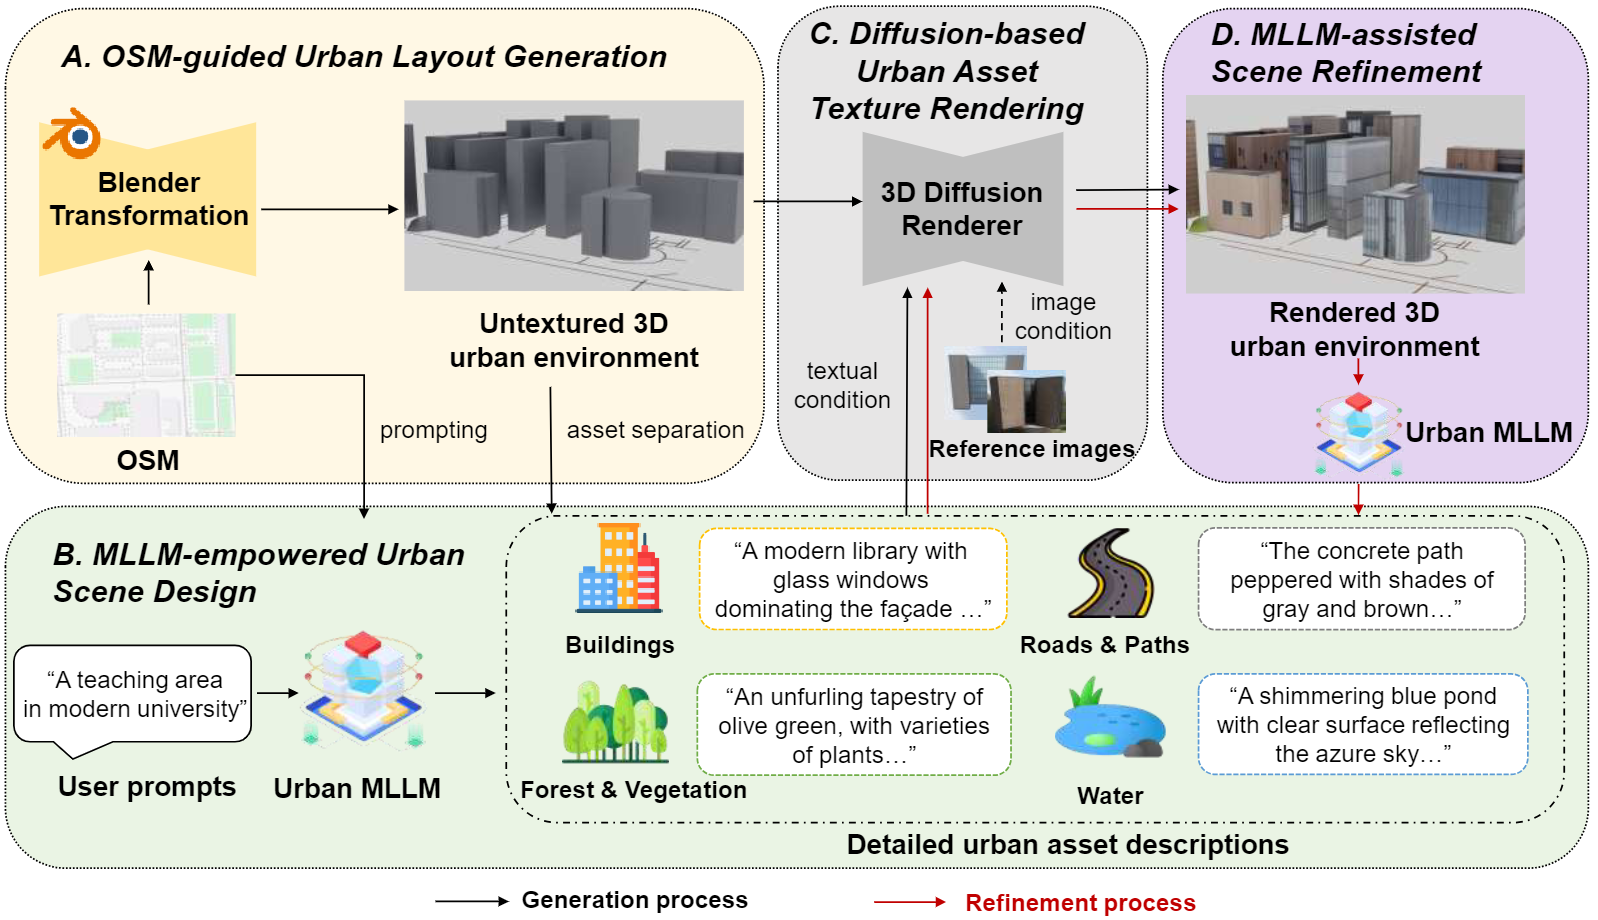 A. OSM-guided Urban Layout Generation
Blender
Transformation
OSM
Untextured 3D
urban environment
prompting
asset separation
C. Diffusion-based
Urban Asset
Texture Rendering
3D Diffusion
Renderer
textual
condition
image
condition
Reference images
D. MLLM-assisted
Scene Refinement
Rendered 3D
urban environment
Urban MLLM
B. MLLM-empowered Urban
Scene Design
“A teaching area
in modern university”
User prompts
Urban MLLM
Buildings
“A modern library with
glass windows
dominating the façade …”
Roads & Paths
“The concrete path
peppered with shades of
gray and brown…”
Forest & Vegetation
“An unfurling tapestry of
olive green, with varieties
of plants…”
Water
“A shimmering blue pond
with clear surface reflecting
the azure sky…”
Detailed urban asset descriptions
Generation process
Refinement process